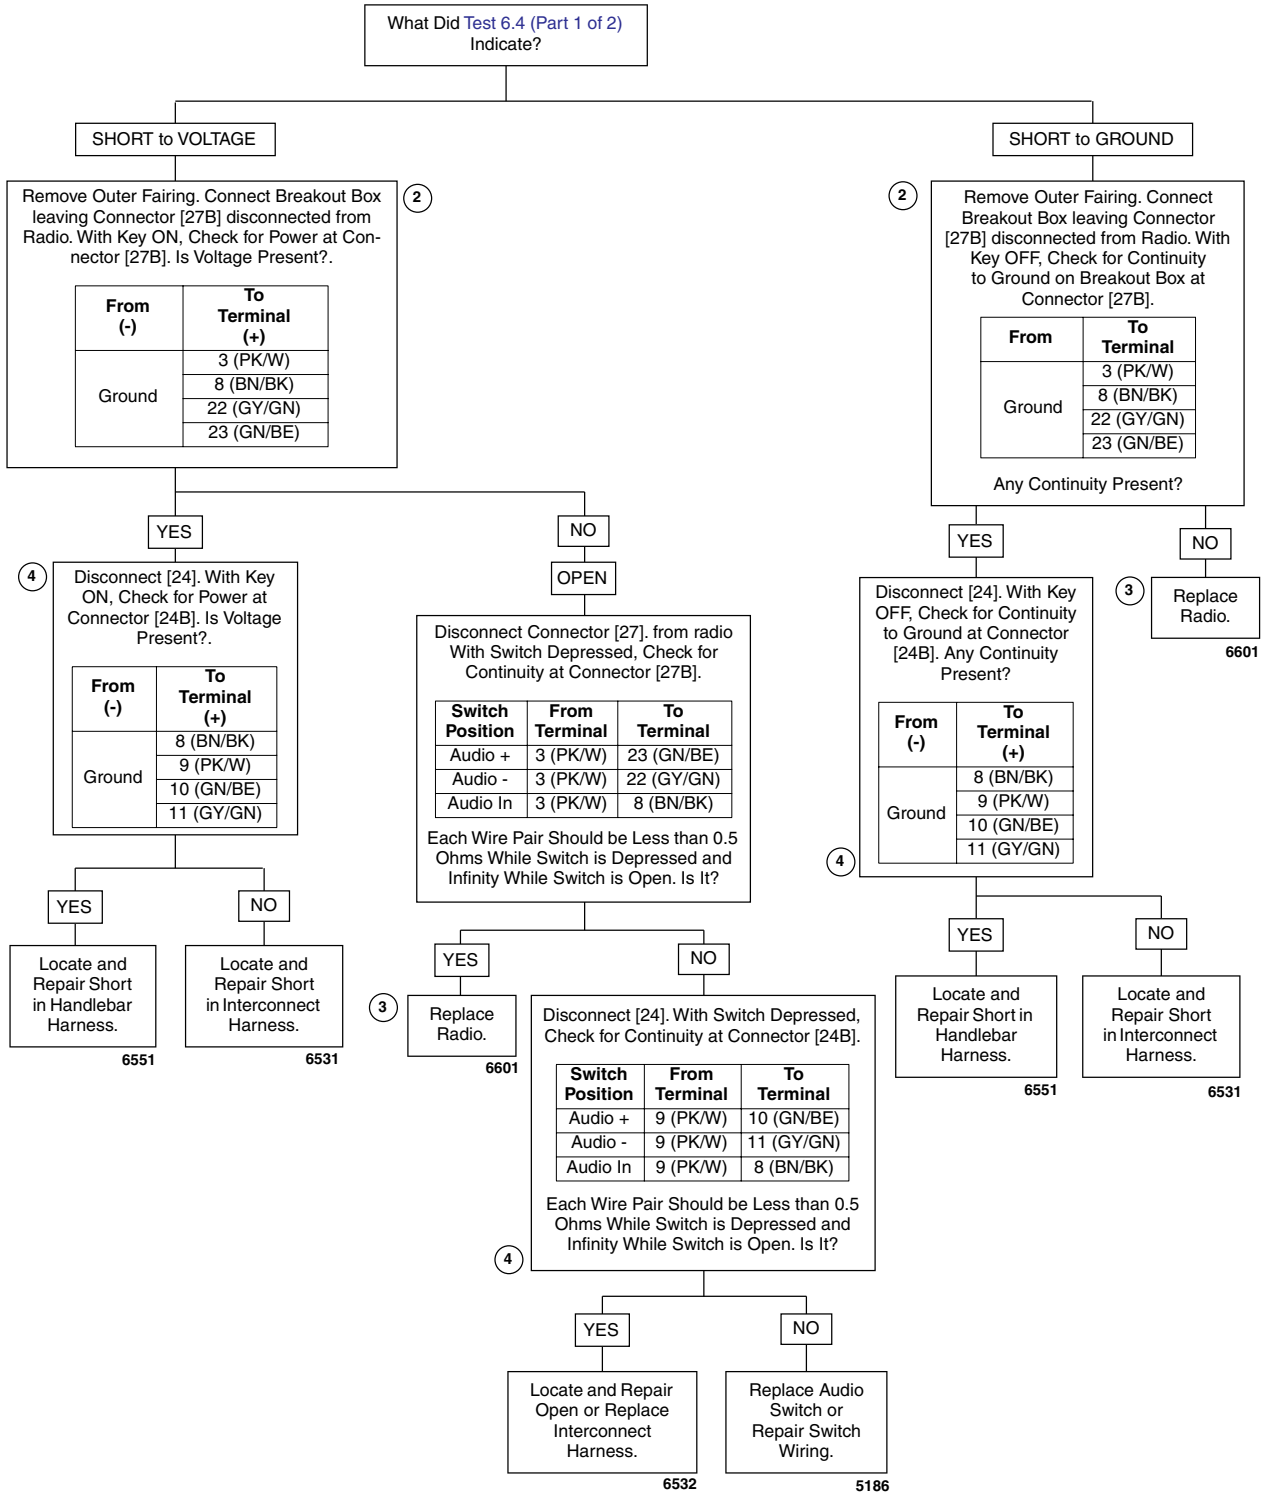 What Did Test 6.4 (Part 1 of 2)
Indicate?
SHORT to VOLTAGE
2
Remove Outer Fairing. Connect Breakout Box
leaving Connector [27B] disconnected from
Radio. With Key ON, Check for Power at Con-
nector [27B]. Is Voltage Present?.
From (-) To Terminal (+)
Ground
3 (PK/W)
8 (BN/BK)
22 (GY/GN)
23 (GN/BE)
YES
4
Disconnect [24]. With Key
ON, Check for Power at
Connector [24B]. Is Voltage
Present?.
From (-) To Terminal (+)
Ground
8 (BN/BK)
9 (PK/W)
10 (GN/BE)
11 (GY/GN)
YES
Locate and
Repair Short
in Handlebar
Harness.
6551
NO
Locate and
Repair Short
in Interconnect
Harness.
6531
NO
OPEN
Disconnect Connector [27]. from radio
With Switch Depressed, Check for
Continuity at Connector [27B].
Switch Position From Terminal To Terminal
Audio + 3 (PK/W) 23 (GN/BE)
Audio - 3 (PK/W) 22 (GY/GN)
Audio In 3 (PK/W) 8 (BN/BK)
Each Wire Pair Should be Less than 0.5
Ohms While Switch is Depressed and
Infinity While Switch is Open. Is It?
YES
3
Replace
Radio.
6601
NO
Disconnect [24]. With Switch Depressed,
Check for Continuity at Connector [24B].
Switch Position From Terminal To Terminal
Audio + 9 (PK/W) 10 (GN/BE)
Audio - 9 (PK/W) 11 (GY/GN)
Audio In 9 (PK/W) 8 (BN/BK)
Each Wire Pair Should be Less than 0.5
Ohms While Switch is Depressed and
Infinity While Switch is Open. Is It?
4
YES
Locate and Repair
Open or Replace
Interconnect
Harness.
6532
NO
Replace Audio
Switch or
Repair Switch
Wiring.
5186
SHORT to GROUND
2
Remove Outer Fairing. Connect
Breakout Box leaving Connector
[27B] disconnected from Radio. With
Key OFF, Check for Continuity
to Ground on Breakout Box at
Connector [27B].
From To Terminal
Ground
3 (PK/W)
8 (BN/BK)
22 (GY/GN)
23 (GN/BE)
Any Continuity Present?
YES
Disconnect [24]. With Key
OFF, Check for Continuity
to Ground at Connector
[24B]. Any Continuity
Present?
From (-) To Terminal (+)
Ground
8 (BN/BK)
9 (PK/W)
10 (GN/BE)
11 (GY/GN)
4
YES
Locate and
Repair Short in
Handlebar
Harness.
6551
NO
Locate and
Repair Short
in Interconnect
Harness.
6531
NO
3
Replace
Radio.
6601